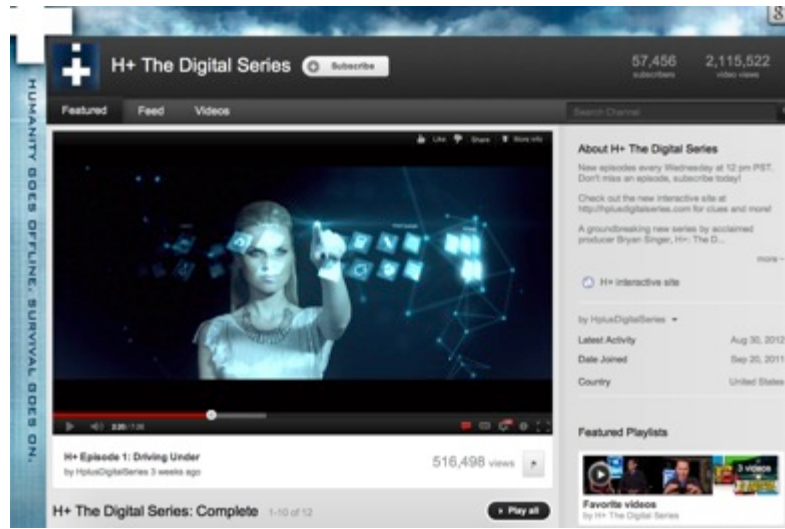 HUMANITY GOES OFFLINE. SURVIVAL GOES ON.
H+ The Digital Series
Subscribe
57,456
subscribers
2,115,522
video views
Featured Feed Videos
Search Channel
Like Share More info
2:20 / 7:26
H+ Episode 1: Driving Under
by HplusDigitalSeries 3 weeks ago
516,498 views
H+ The Digital Series: Complete 1-10 of 12
Play all
About H+ The Digital Series
New episodes every Wednesday at 12 pm PST.
Don't miss an episode, subscribe today!
Check out the new interactive site at
http://hplusdigitalseries.com for clues and more!
A groundbreaking new series by acclaimed
producer Bryan Singer, H+: The D...
more
H+ interactive site
by HplusDigitalSeries
Latest Activity Aug 30, 2012
Date Joined Sep 20, 2011
Country United States
Featured Playlists
3 videos
Favorite videos
by H+ The Digital Series